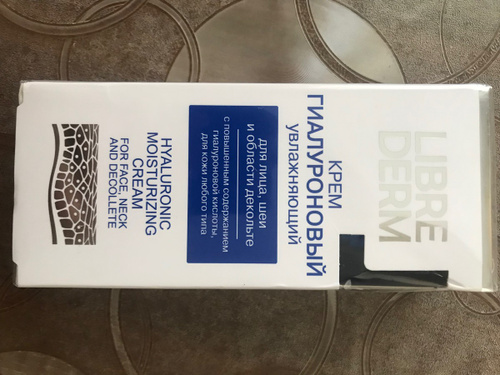 LIBRE
DERM
КРЕМ
ГИАЛУРОНОВЫЙ
увлажняющий
для лица, шеи
и области декольте
с повышенным содержанием
гиалуроновой кислоты,
для кожи любого типа
HYALURONIC
MOISTURIZING
CREAM
FOR FACE, NECK
AND DECOLLETE